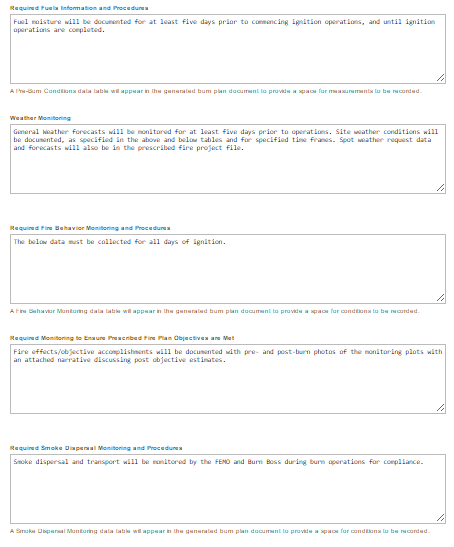 Required Fuels Information and Procedures
Fuel moisture will be documented for at least five days prior to commencing ignition operations, and until ignition
operations are completed.
A Pre-Burn Conditions data table will appear in the generated burn plan document to provide a space for measurements to be recorded.
Weather Monitoring
General Weather forecasts will be monitored for at least five days prior to operations. Site weather conditions will
be documented, as specified in the above and below tables and for specified time frames. Spot weather request data
and forecasts will also be in the prescribed fire project file.
Required Fire Behavior Monitoring and Procedures
The below data must be collected for all days of ignition.
A Fire Behavior Monitoring data table will appear in the generated burn plan document to provide a space for conditions to be recorded.
Required Monitoring to Ensure Prescribed Fire Plan Objectives are Met
Fire effects/objective accomplishments will be documented with pre- and post-burn photos of the monitoring plots with
an attached narrative discussing post objective estimates.
Required Smoke Dispersal Monitoring and Procedures
Smoke dispersal and transport will be monitored by the FEMO and Burn Boss during burn operations for compliance.
A Smoke Dispersal Monitoring data table will appear in the generated burn plan document to provide a space for conditions to be recorded.